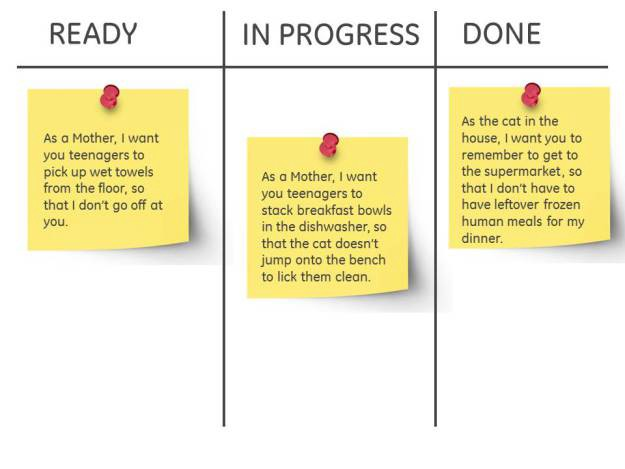 READY
IN PROGRESS
DONE
As a Mother, I want
you teenagers to
pick up wet towels
from the floor, so
that I don't go off at
you.
As a Mother, I want
you teenagers to
stack breakfast bowls
in the dishwasher, so
that the cat doesn't
jump onto the bench
to lick them clean.
As the cat in the
house, I want you to
remember to get to
the supermarket, so
that I don't have to
have leftover frozen
human meals for my
dinner.